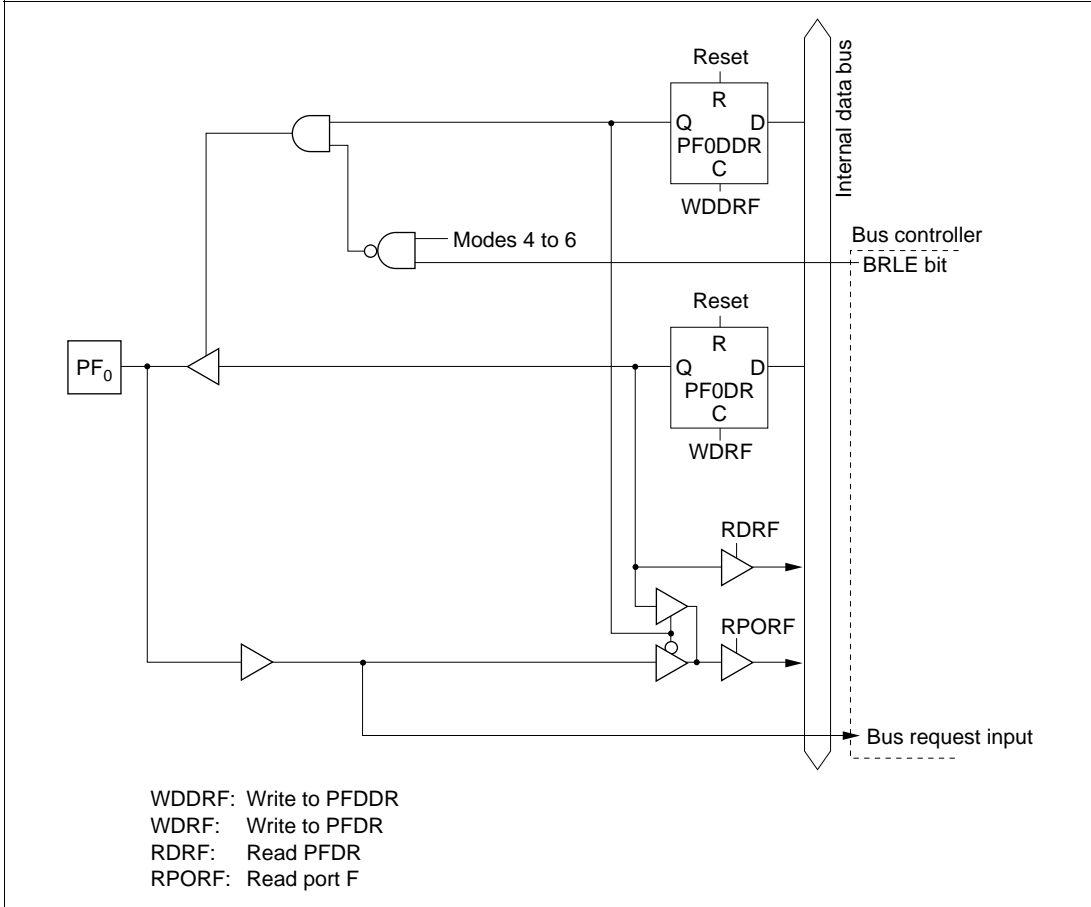 Reset
R
Q D
PF0DDR
C
WDDRF
Internal data bus
Modes 4 to 6
Bus controller
BRLE bit
Reset
R
Q D
PF0DR
C
WDRF
PF0
RDRF
RPORF
Bus request input
WDDRF: Write to PFDDR
WDRF: Write to PFDR
RDRF: Read PFDR
RPORF: Read port F